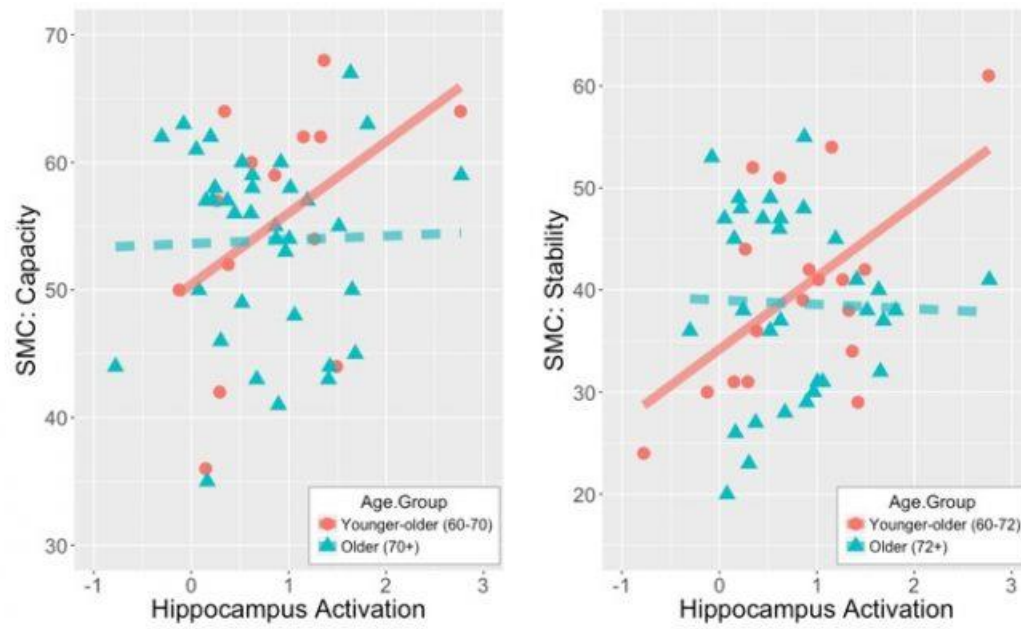 SMC: Capacity
70
60
50
40
30
-1
0
1
2
3
Hippocampus Activation
Age.Group
Younger-older (60-70)
Older (70+)
SMC: Stability
60
50
40
30
20
-1
0
1
2
3
Hippocampus Activation
Age.Group
Younger-older (60-72)
Older (72+)